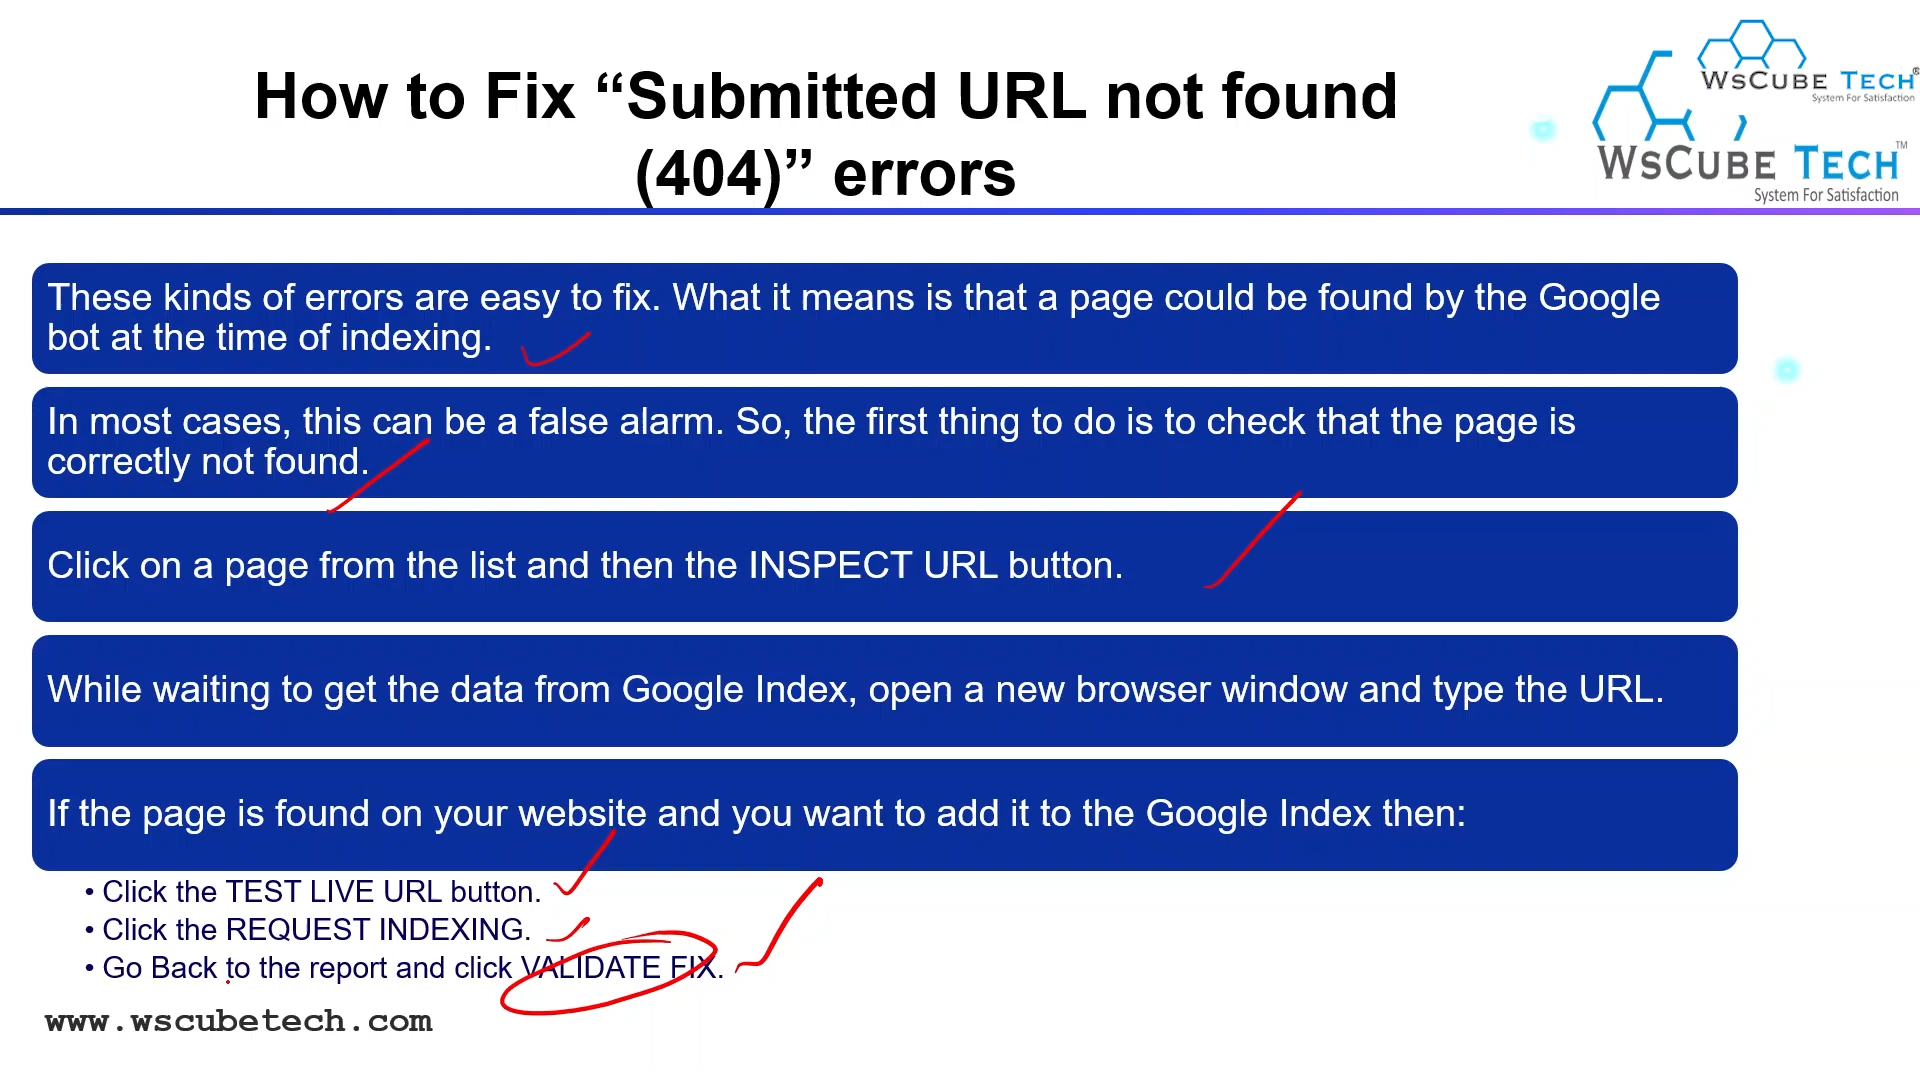 How to Fix “Submitted URL not found
(404)” errors
WSCUBE TECH®
System For Satisfaction
WSCUBE TECH™
System For Satisfaction
These kinds of errors are easy to fix. What it means is that a page could be found by the Google
bot at the time of indexing.
In most cases, this can be a false alarm. So, the first thing to do is to check that the page is
correctly not found.
Click on a page from the list and then the INSPECT URL button.
While waiting to get the data from Google Index, open a new browser window and type the URL.
If the page is found on your website and you want to add it to the Google Index then:
• Click the TEST LIVE URL button.
• Click the REQUEST INDEXING.
• Go Back to the report and click VALIDATE FIX.
www.wscubetech.com